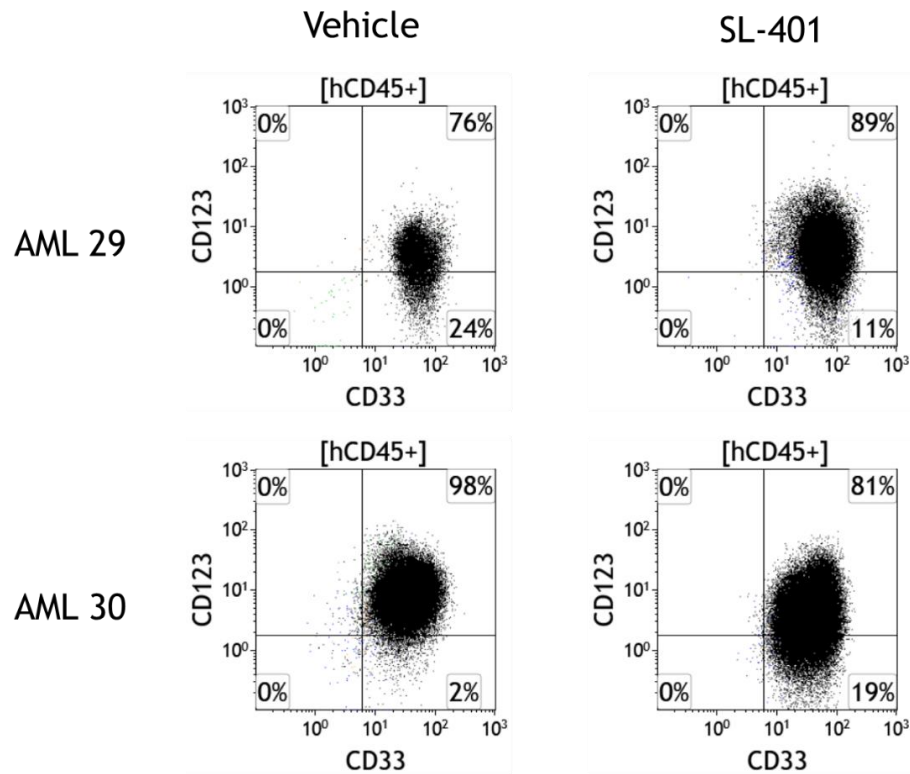 Vehicle
SL-401
AML 29
[hCD45+]
0% 76%
0% 24%
10³
10²
10¹
10⁰
CD123
10⁰ 10¹ 10² 10³
CD33
[hCD45+]
0% 89%
0% 11%
10³
10²
10¹
10⁰
CD123
10⁰ 10¹ 10² 10³
CD33
AML 30
[hCD45+]
0% 98%
0% 2%
10³
10²
10¹
10⁰
CD123
10⁰ 10¹ 10² 10³
CD33
[hCD45+]
0% 81%
0% 19%
10³
10²
10¹
10⁰
CD123
10⁰ 10¹ 10² 10³
CD33